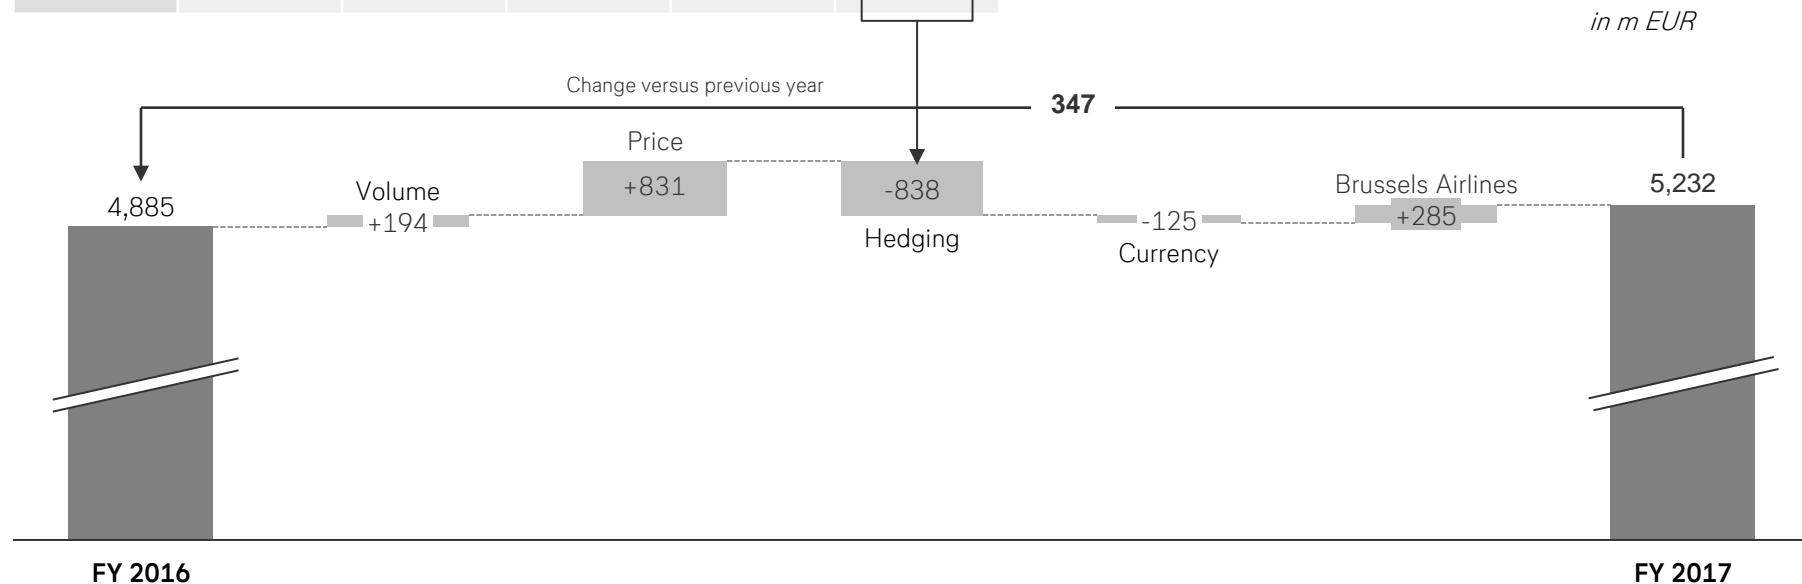 in m EUR
Change versus previous year
347
Price
+831
-838
Hedging
Volume
+194
4,885
Brussels Airlines
+285
5,232
-125
Currency
FY 2016
FY 2017